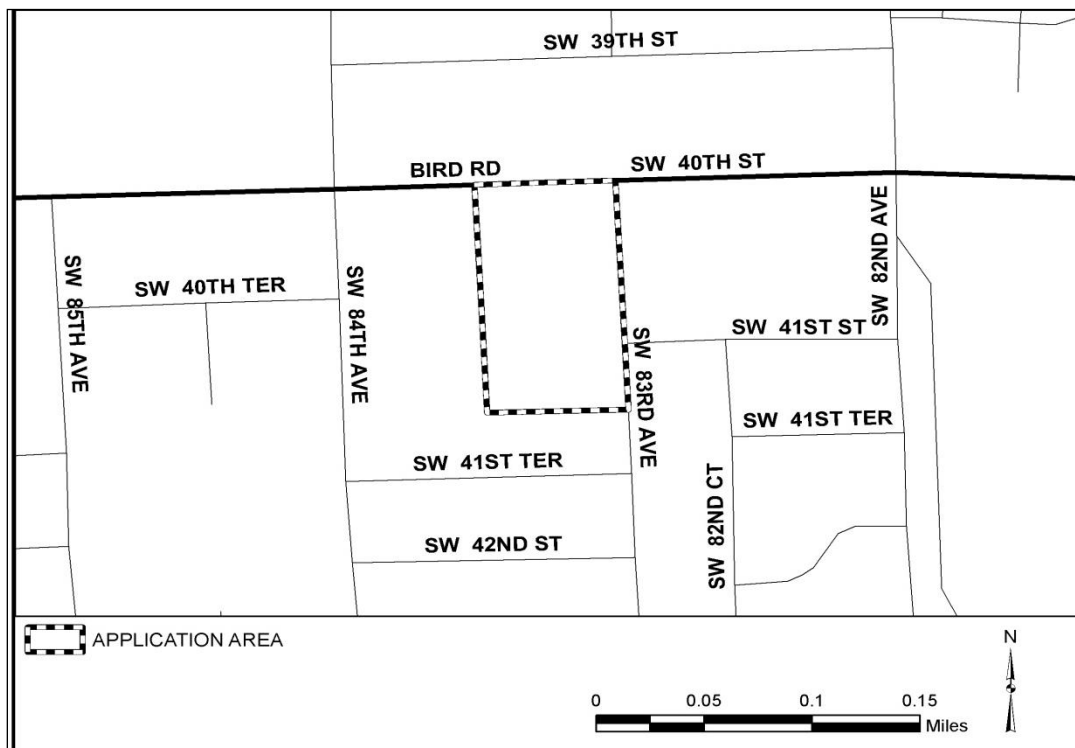 SW 39TH ST
BIRD RD
SW 40TH ST
SW 85TH AVE
SW 40TH TER
SW 84TH AVE
SW 82ND AVE
SW 41ST ST
SW 83RD AVE
SW 41ST TER
SW 41ST TER
SW 82ND CT
SW 42ND ST
APPLICATION AREA
N
0 0.05 0.1 0.15
Miles